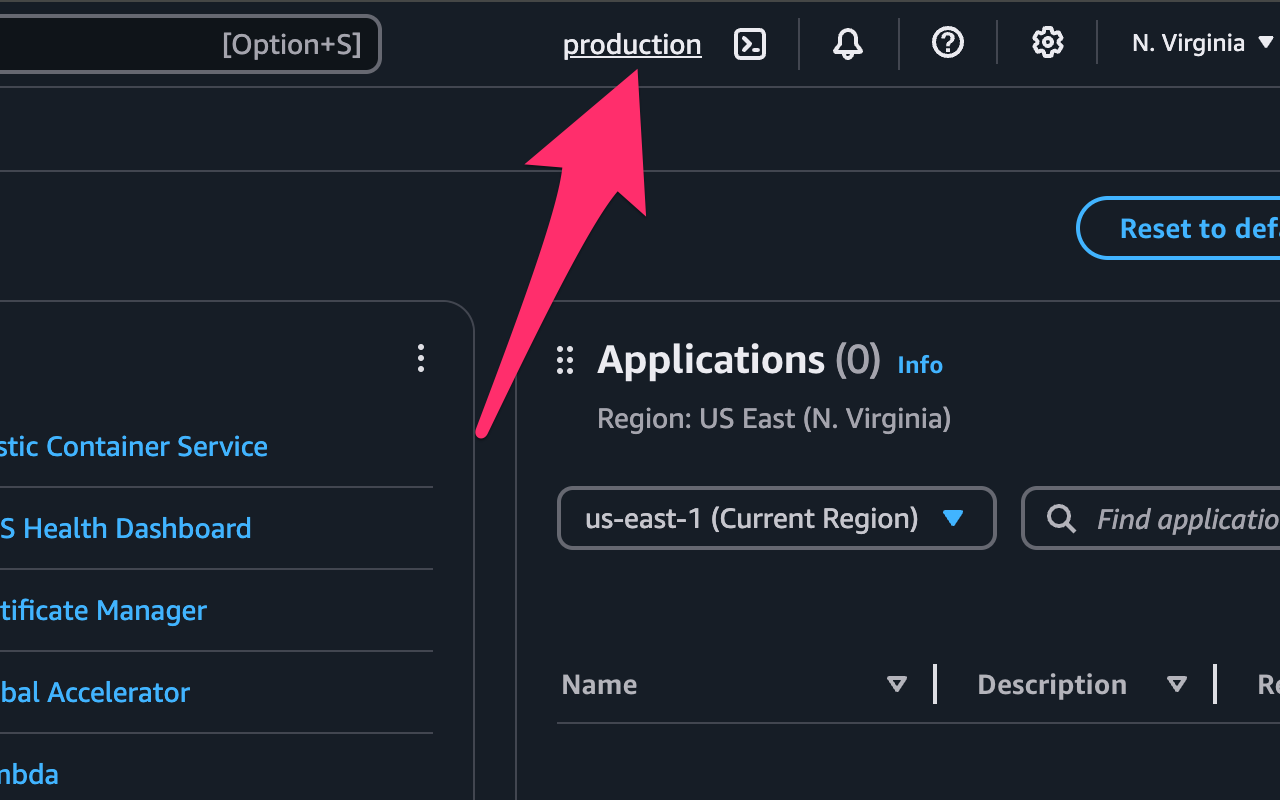 [Option+S]
production
N. Virginia
Reset to def
Applications (0) Info
Region: US East (N. Virginia)
stic Container Service
S Health Dashboard
tificate Manager
bal Accelerator
mbda
us-east-1 (Current Region)
Find applicatio
Name
Description
Re